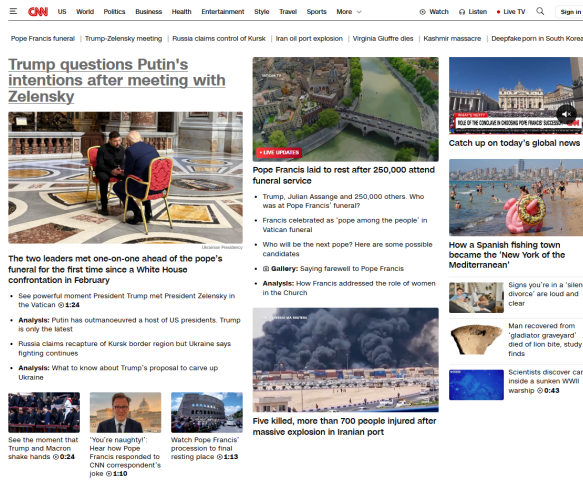 CNN US World Politics Business Health Entertainment Style Travel Sports More Watch Listen Live TV Sign in
Pope Francis funeral Trump-Zelensky meeting Russia claims control of Kursk Iran oil port explosion Virginia Giuffre dies Kashmir massacre Deepfake porn in South Korea
Trump questions Putin's
intentions after meeting with
Zelensky
Ukrainian Presidency
The two leaders met one-on-one ahead of the pope's
funeral for the first time since a White House
confrontation in February
See powerful moment President Trump met President Zelensky in
the Vatican 1:24
Analysis: Putin has outmaneuvred a host of US presidents. Trump
is only the latest
Russia claims recapture of Kursk border region but Ukraine says
fighting continues
Analysis: What to know about Trump's proposal to carve up
Ukraine
See the moment that
Trump and Macron
shake hands 0:24
'You're naughty!':
Hear how Pope
Francis responded to
CNN correspondent's
joke 1:10
Watch Pope Francis'
procession to final
resting place 1:13
LIVE UPDATES
Pope Francis laid to rest after 250,000 attend
funeral service
Trump, Julian Assange and 250,000 others. Who
was at Pope Francis' funeral?
Francis celebrated as 'pope among the people' in
Vatican funeral
Who will be the next pope? Here are some possible
candidates
Gallery: Saying farewell to Pope Francis
Analysis: How Francis addressed the role of women
in the Church
Five killed, more than 700 people injured after
massive explosion in Iranian port
WHAT'S NEXT?
ROLE OF THE CONCLAVE IN CHOOSING POPE FRANCIS' SUCCESSOR
CNN
Catch up on today's global news
How a Spanish fishing town
became the 'New York of the
Mediterranean'
Signs you're in a 'silen
divorce' are loud and
clear
Man recovered from
'gladiator graveyard'
died of lion bite, study
finds
Scientists discover car
inside a sunken WWII
warship 0:43